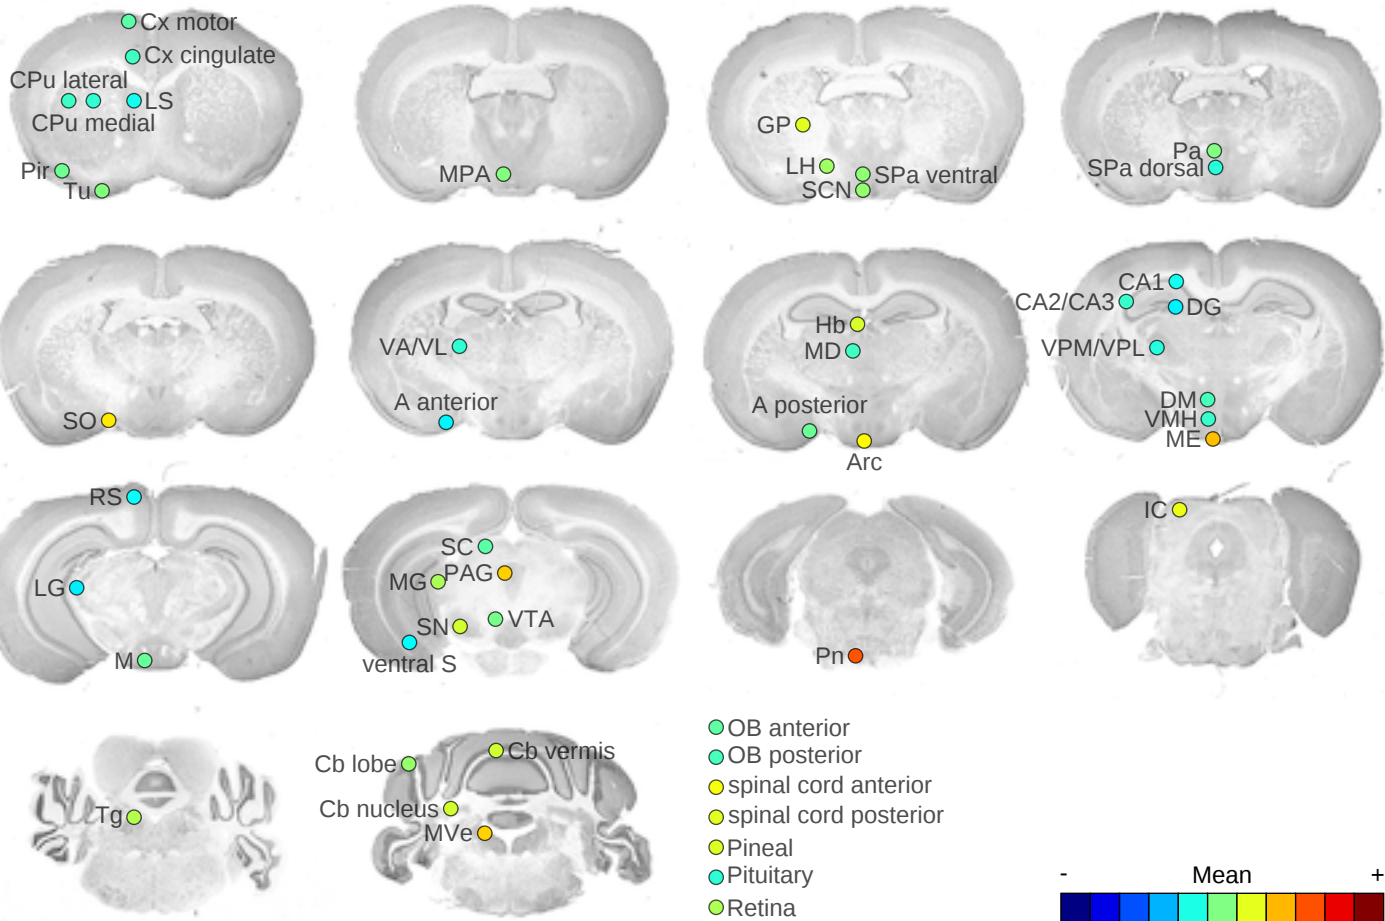 Cx motor
Cx cingulate
CPu lateral
LS
CPu medial
Pir
Tu
MPA
GP
LH
SPa ventral
SCN
Pa
SPa dorsal
SO
VA/VL
A anterior
Hb
MD
A posterior
Arc
CA1
CA2/CA3
DG
VPM/VPL
DM
VMH
ME
RS
LG
M
SC
PAG
MG
VTA
SN
ventral S
Pn
IC
Tg
Cb vermis
Cb lobe
Cb nucleus
MVe
OB anterior
OB posterior
spinal cord anterior
spinal cord posterior
Pineal
Pituitary
Retina
- Mean +